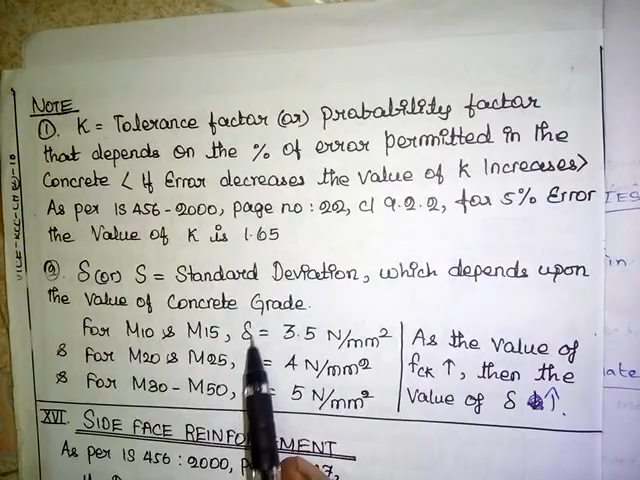 NOTE
①. K = Tolerance factor (or) probability factor
that depends on the % of error permitted in the
Concrete < If Error decreases the value of K Increases>
As per IS 456-2000, page no: 22, cl 9.2.2, for 5% Error
the Value of K is 1.65
② δ (or) S = Standard Deviation, which depends upon
the value of Concrete Grade.
For M10 & M15, δ = 3.5 N/mm²
& For M20 & M25, = 4 N/mm²
& For M30 - M50, = 5 N/mm²
As the value of
fck ↑, then the
value of δ ↑.
XVI. SIDE FACE REINFORCEMENT
As per IS 456: 2000,
in
ate